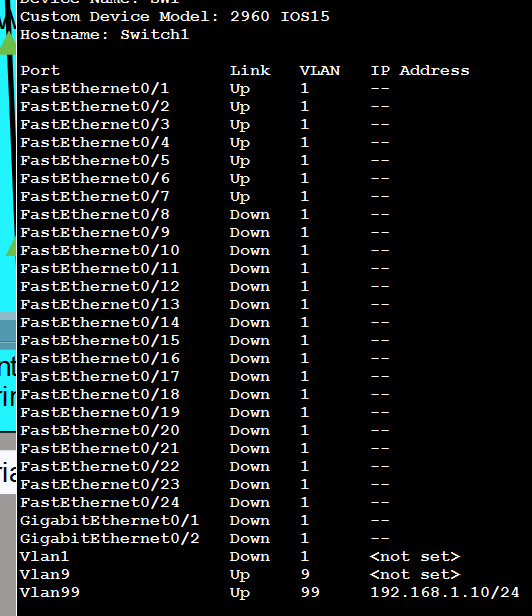 Device Name: SW1
Custom Device Model: 2960 IOS15
Hostname: Switch1
Port Link VLAN IP Address
FastEthernet0/1 Up 1 --
FastEthernet0/2 Up 1 --
FastEthernet0/3 Up 1 --
FastEthernet0/4 Up 1 --
FastEthernet0/5 Up 1 --
FastEthernet0/6 Up 1 --
FastEthernet0/7 Up 1 --
FastEthernet0/8 Down 1 --
FastEthernet0/9 Down 1 --
FastEthernet0/10 Down 1 --
FastEthernet0/11 Down 1 --
FastEthernet0/12 Down 1 --
FastEthernet0/13 Down 1 --
FastEthernet0/14 Down 1 --
FastEthernet0/15 Down 1 --
FastEthernet0/16 Down 1 --
FastEthernet0/17 Down 1 --
FastEthernet0/18 Down 1 --
FastEthernet0/19 Down 1 --
FastEthernet0/20 Down 1 --
FastEthernet0/21 Down 1 --
FastEthernet0/22 Down 1 --
FastEthernet0/23 Down 1 --
FastEthernet0/24 Down 1 --
GigabitEthernet0/1 Down 1 --
GigabitEthernet0/2 Down 1 --
Vlan1 Down 1 <not set>
Vlan9 Up 9 <not set>
Vlan99 Up 99 192.168.1.10/24